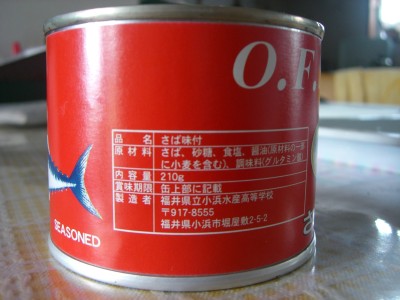 O.F.
品名 さば味付
原材料 さば、砂糖、食塩、醤油(原材料の一部
に小麦を含む)、調味料(グルタミン酸)
内容量 210g
賞味期限 缶上部に記載
製造者 福井県立小浜水産高等学校
〒917-8555
福井県小浜市堀屋敷2-5-2
SEASONED
さ